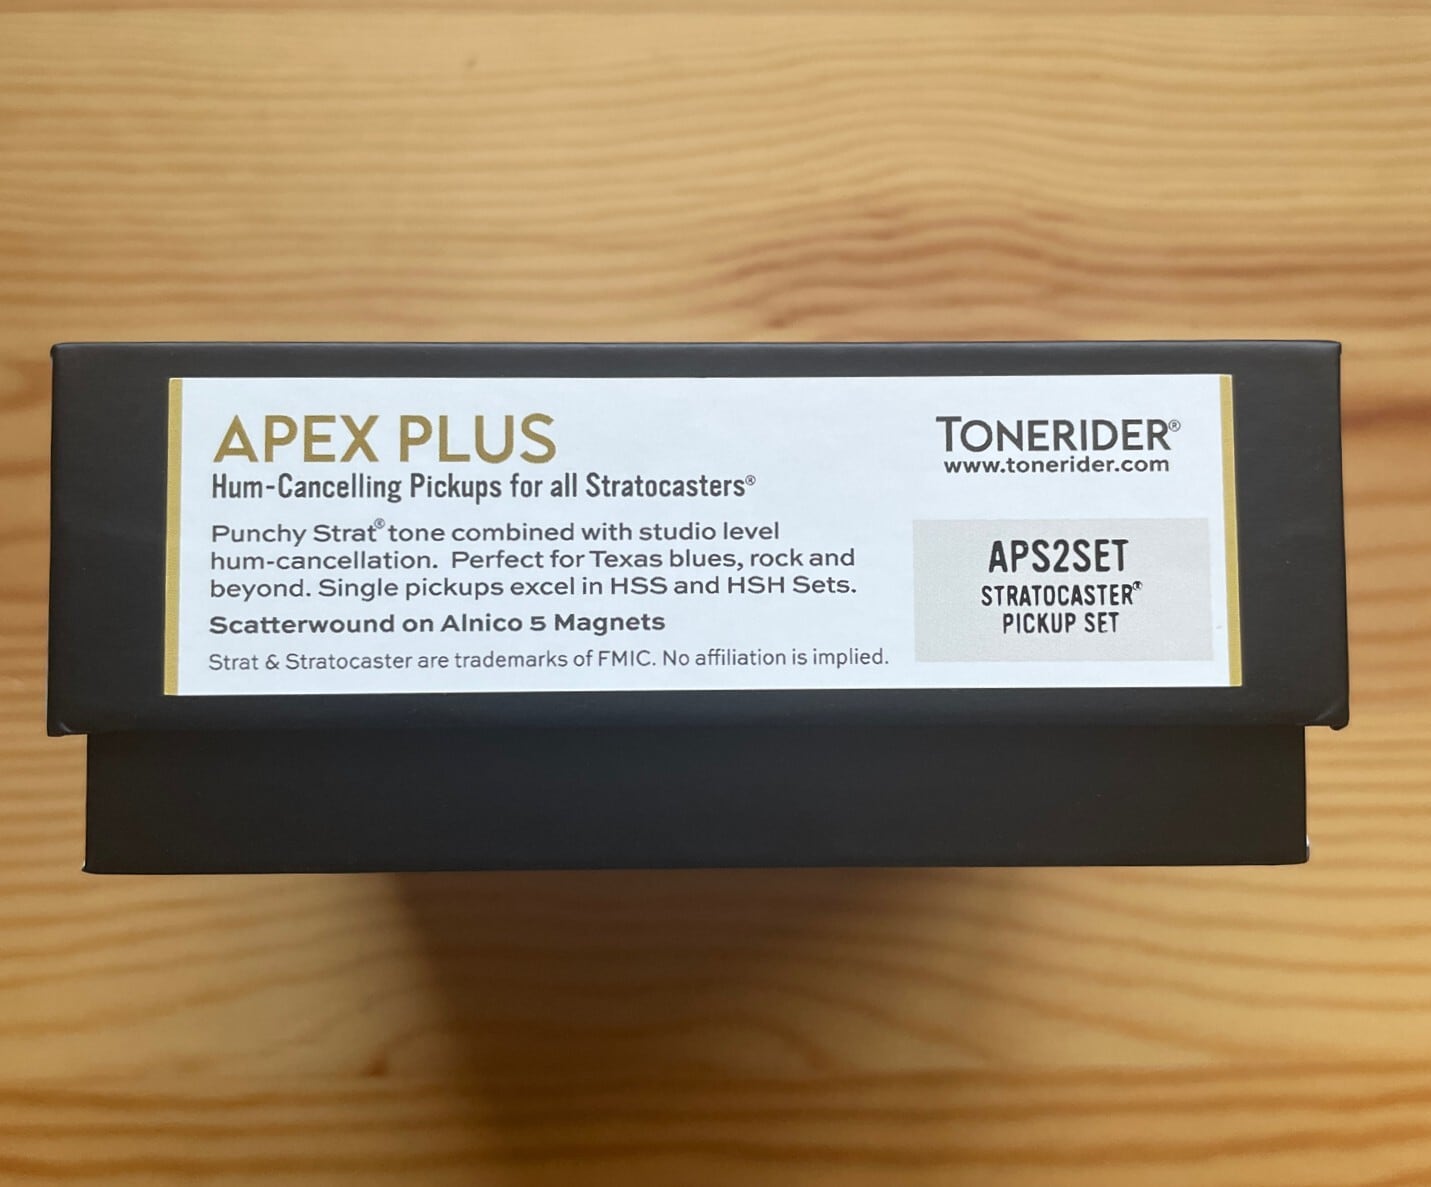 APEX PLUS
Hum-Cancelling Pickups for all Stratocasters®
Punchy Strat® tone combined with studio level
hum-cancellation. Perfect for Texas blues, rock and
beyond. Single pickups excel in HSS and HSH Sets.
Scatterwound on Alnico 5 Magnets
Strat & Stratocaster are trademarks of FMIC. No affiliation is implied.
TONERIDER®
www.tonerider.com
APS2SET
STRATOCASTER®
PICKUP SET